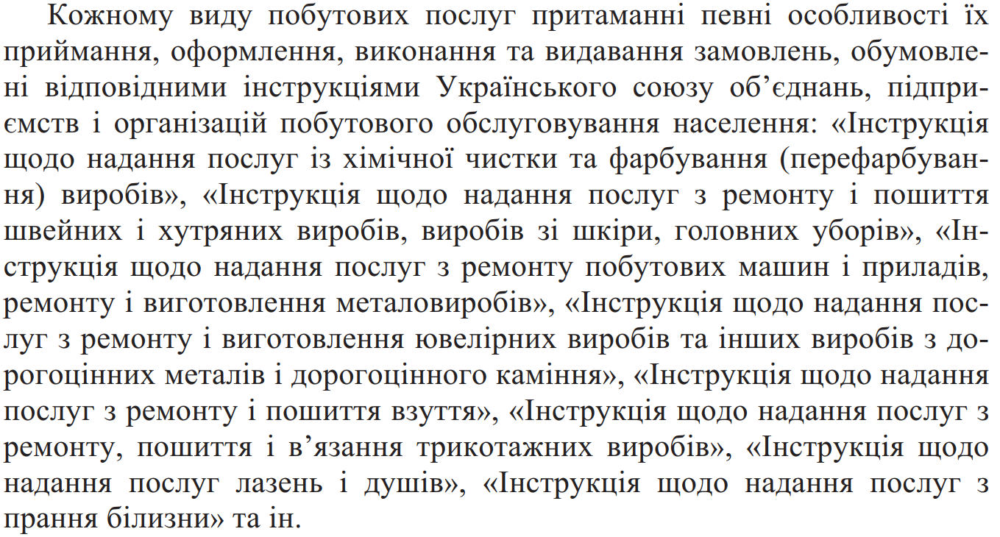 Кожному виду побутових послуг притаманні певні особливості їх
приймання, оформлення, виконання та видавання замовлень, обумовле-
ні відповідними інструкціями Українського союзу об’єднань, підпри-
ємств і організацій побутового обслуговування населення: «Інструкція
щодо надання послуг із хімічної чистки та фарбування (перефарбуван-
ня) виробів», «Інструкція щодо надання послуг з ремонту і пошиття
швейних і хутряних виробів, виробів зі шкіри, головних уборів», «Ін-
струкція щодо надання послуг з ремонту побутових машин і приладів,
ремонту і виготовлення металовиробів», «Інструкція щодо надання пос-
луг з ремонту і виготовлення ювелірних виробів та інших виробів з до-
рогоцінних металів і дорогоцінного каміння», «Інструкція щодо надання
послуг з ремонту і пошиття взуття», «Інструкція щодо надання послуг з
ремонту, пошиття і в’язання трикотажних виробів», «Інструкція щодо
надання послуг лазень і душів», «Інструкція щодо надання послуг з
прання білизни» та ін.